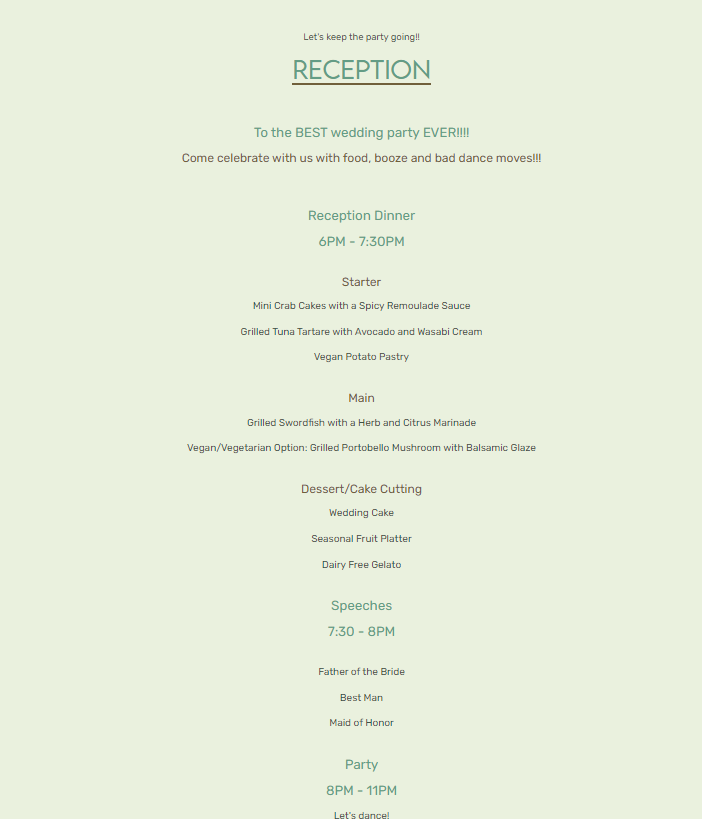 Let's keep the party going!!
RECEPTION
To the BEST wedding party EVER!!!!
Come celebrate with us with food, booze and bad dance moves!!!
Reception Dinner
6PM - 7:30PM
Starter
Mini Crab Cakes with a Spicy Remoulade Sauce
Grilled Tuna Tartare with Avocado and Wasabi Cream
Vegan Potato Pastry
Main
Grilled Swordfish with a Herb and Citrus Marinade
Vegan/Vegetarian Option: Grilled Portobello Mushroom with Balsamic Glaze
Dessert/Cake Cutting
Wedding Cake
Seasonal Fruit Platter
Dairy Free Gelato
Speeches
7:30 - 8PM
Father of the Bride
Best Man
Maid of Honor
Party
8PM - 11PM
Let's dance!